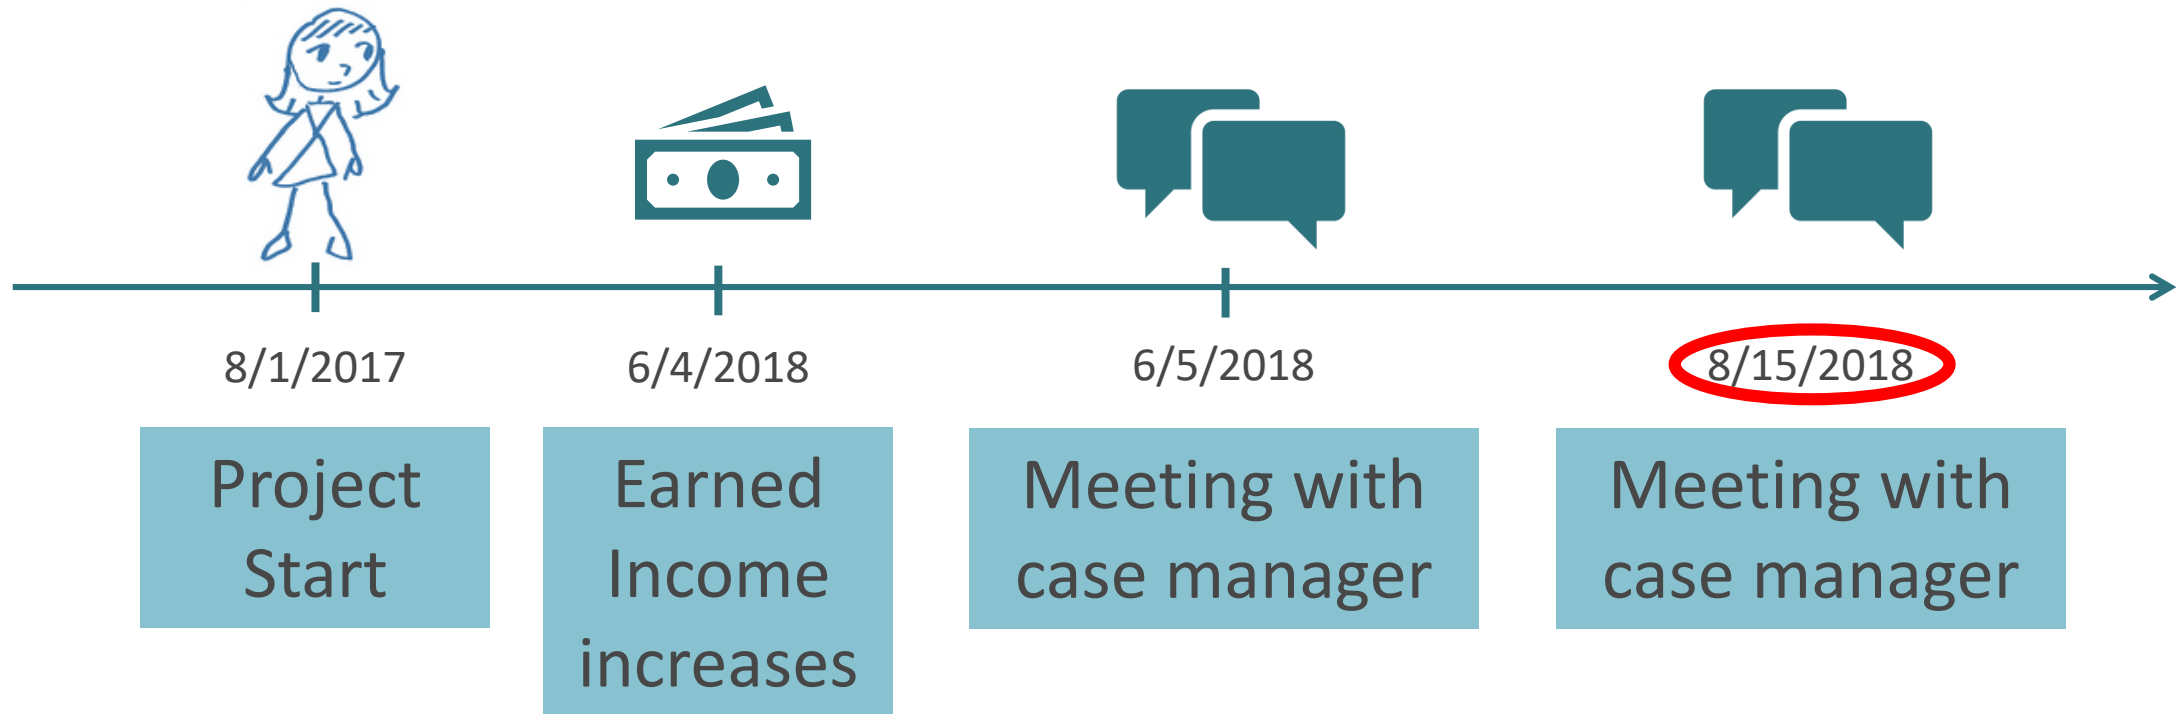 8/1/2017
6/4/2018
6/5/2018
8/15/2018
Project
Start
Earned
Income
increases
Meeting with
case manager
Meeting with
case manager